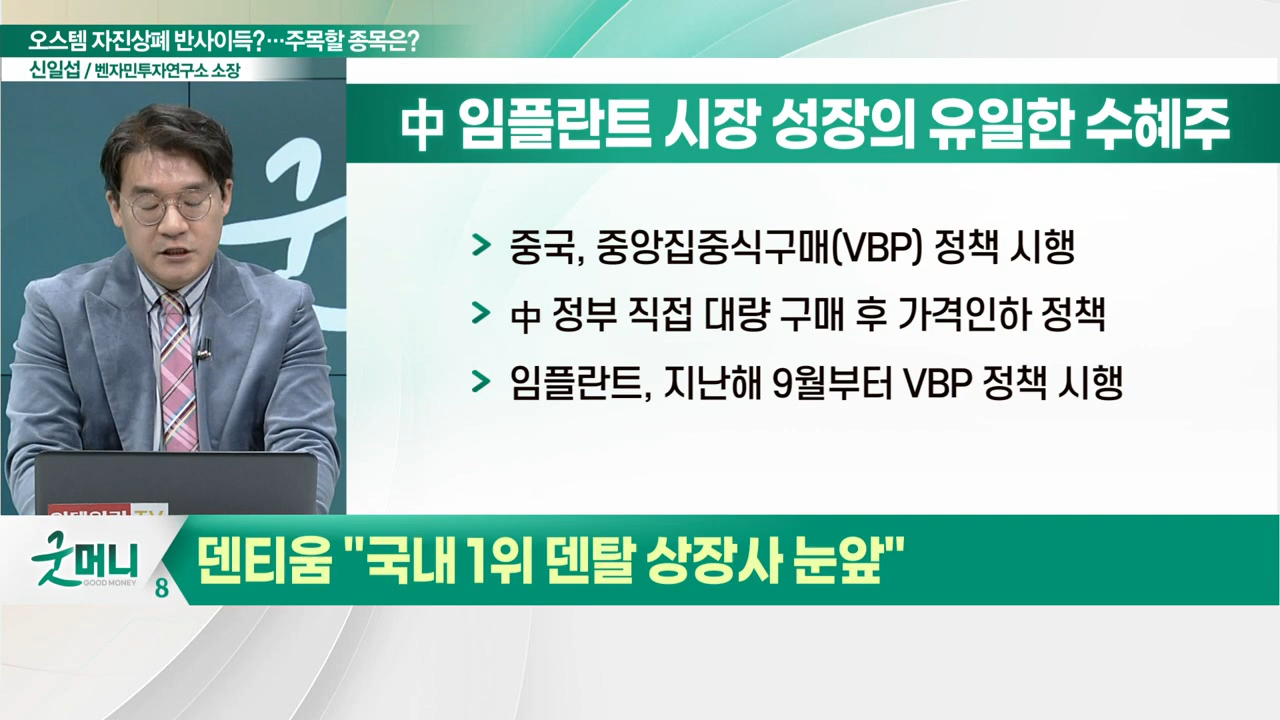 오스템 자진상폐 반사이득?…주목할 종목은?
신일섭 / 벤자민투자연구소 소장
中 임플란트 시장 성장의 유일한 수혜주
> 중국, 중앙집중식구매(VBP) 정책 시행
> 中 정부 직접 대량 구매 후 가격인하 정책
> 임플란트, 지난해 9월부터 VBP 정책 시행
굿머니
GOOD MONEY
8
덴티움 "국내 1위 덴탈 상장사 눈앞"